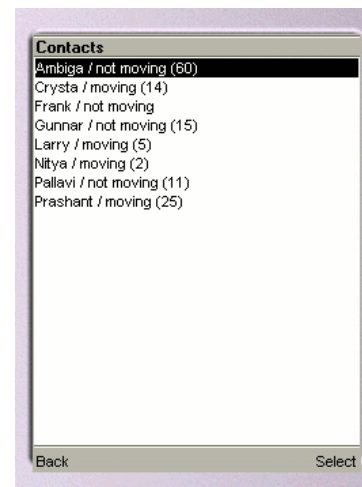 Contacts
Ambiga / not moving (60)
Crysta / moving (14)
Frank / not moving
Gunnar / not moving (15)
Larry / moving (5)
Nitya / moving (2)
Pallavi / not moving (11)
Prashant / moving (25)
Back Select